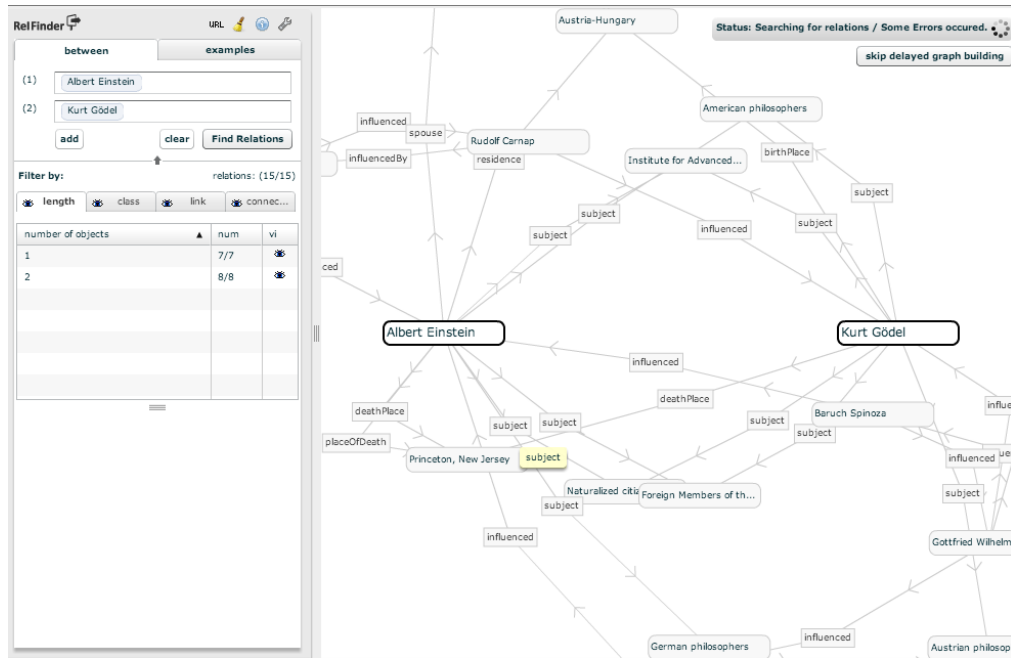 RelFinder
URL
between
examples
(1)
Albert Einstein
(2)
Kurt Gödel
add
clear
Find Relations
Filter by:
relations: (15/15)
length
class
link
connec...
number of objects
num
vi
1
7/7
2
8/8
Status: Searching for relations / Some Errors occured.
skip delayed graph building
Austria-Hungary
American philosophers
influenced
spouse
Rudolf Carnap
influencedBy
residence
Institute for Advanced...
birthPlace
subject
subject
subject
subject
influenced
ced
Albert Einstein
Kurt Gödel
influenced
deathPlace
deathPlace
placeOfDeath
subject
subject
subject
subject
Baruch Spinoza
influe
Princeton, New Jersey
subject
influenced
ue
Naturalized citiz
Foreign Members of th...
subject
subject
influenced
Gottfried Wilhelm
influenced
German philosophers
Austrian philosop